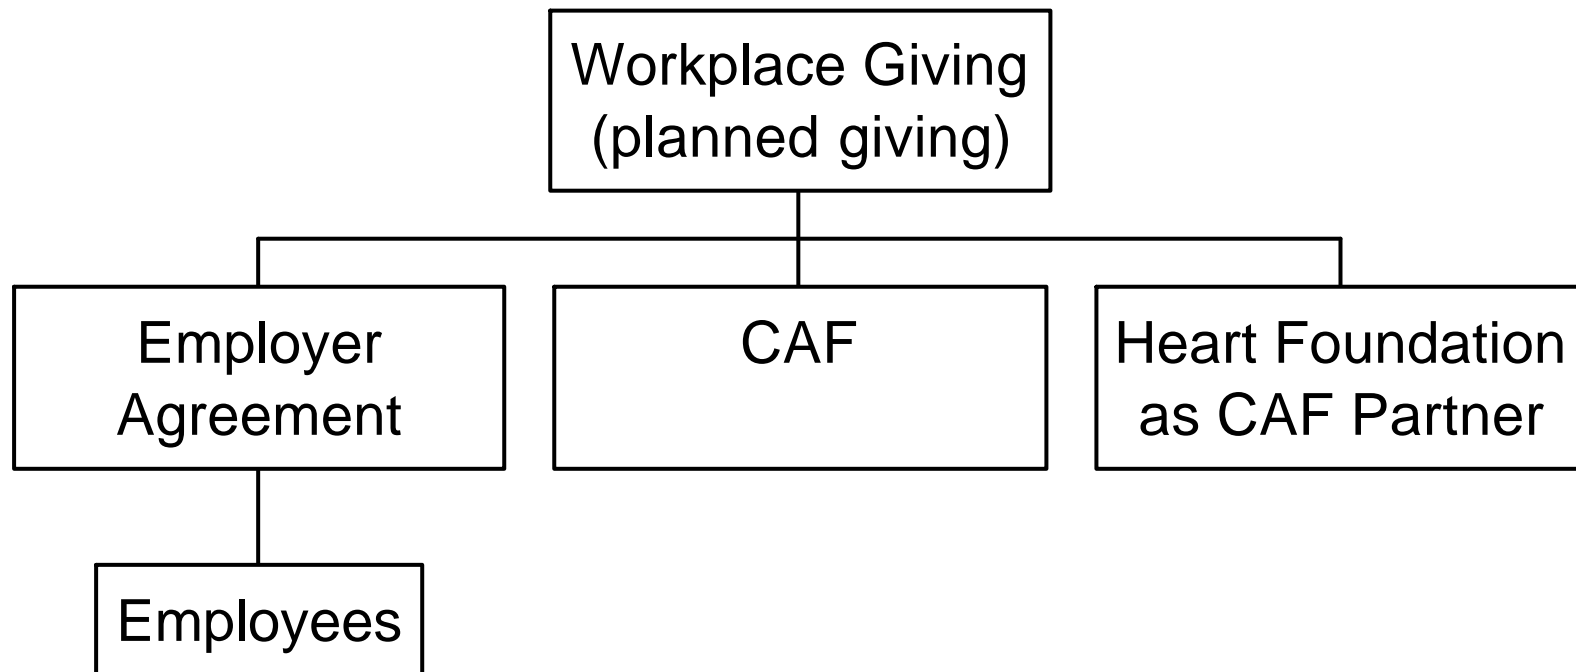 Workplace Giving
(planned giving)
Employer
Agreement
CAF
Heart Foundation
as CAF Partner
Employees